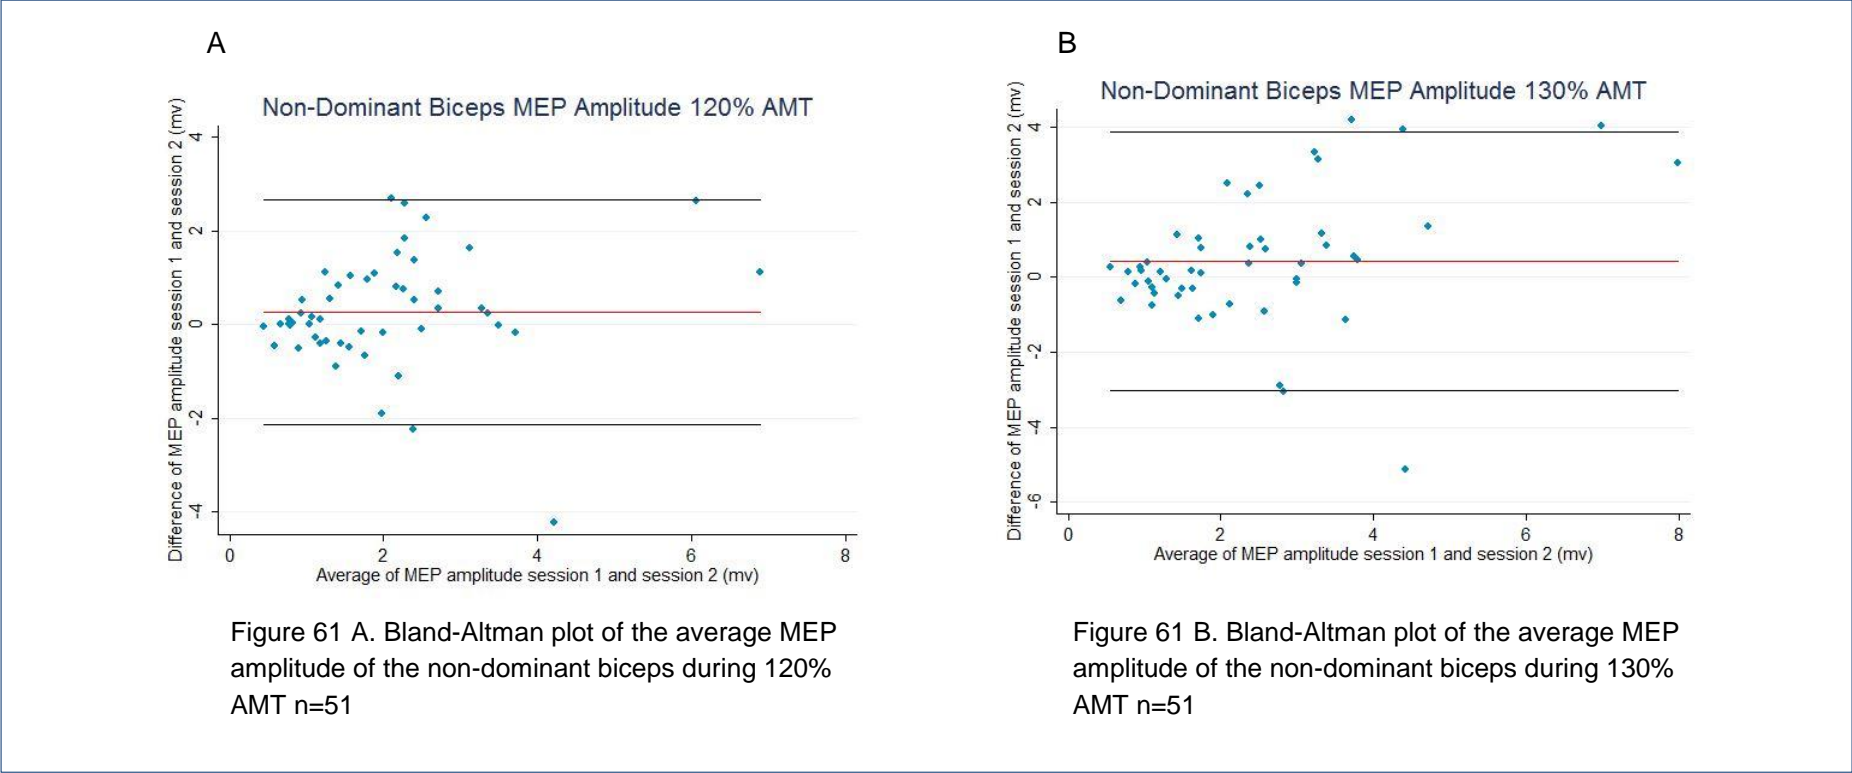 A
Non-Dominant Biceps MEP Amplitude 120% AMT
Difference of MEP amplitude session 1 and session 2 (mv)
4
2
0
-2
-4
0 2 4 6 8
Average of MEP amplitude session 1 and session 2 (mv)
Figure 61 A. Bland-Altman plot of the average MEP
amplitude of the non-dominant biceps during 120%
AMT n=51
B
Non-Dominant Biceps MEP Amplitude 130% AMT
Difference of MEP amplitude session 1 and session 2 (mv)
4
2
0
-2
-4
-6
0 2 4 6 8
Average of MEP amplitude session 1 and session 2 (mv)
Figure 61 B. Bland-Altman plot of the average MEP
amplitude of the non-dominant biceps during 130%
AMT n=51